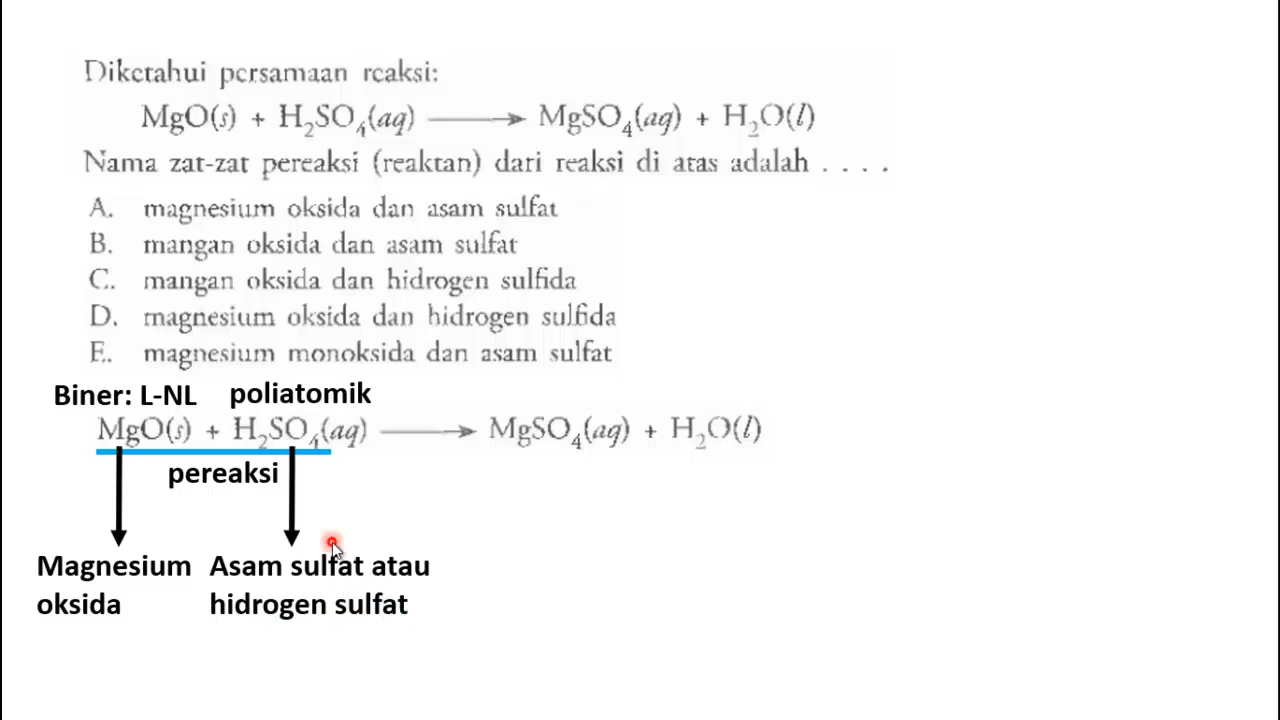 Diketahui persamaan reaksi:
MgO(s) + H₂SO₄(aq) ⟶ MgSO₄(aq) + H₂O(l)
Nama zat-zat pereaksi (reaktan) dari reaksi di atas adalah . . . .
A. magnesium oksida dan asam sulfat
B. mangan oksida dan asam sulfat
C. mangan oksida dan hidrogen sulfida
D. magnesium oksida dan hidrogen sulfida
E. magnesium monoksida dan asam sulfat
Biner: L-NL poliatomik
MgO(s) + H₂SO₄(aq) ⟶ MgSO₄(aq) + H₂O(l)
pereaksi
Magnesium oksida
Asam sulfat atau hidrogen sulfat